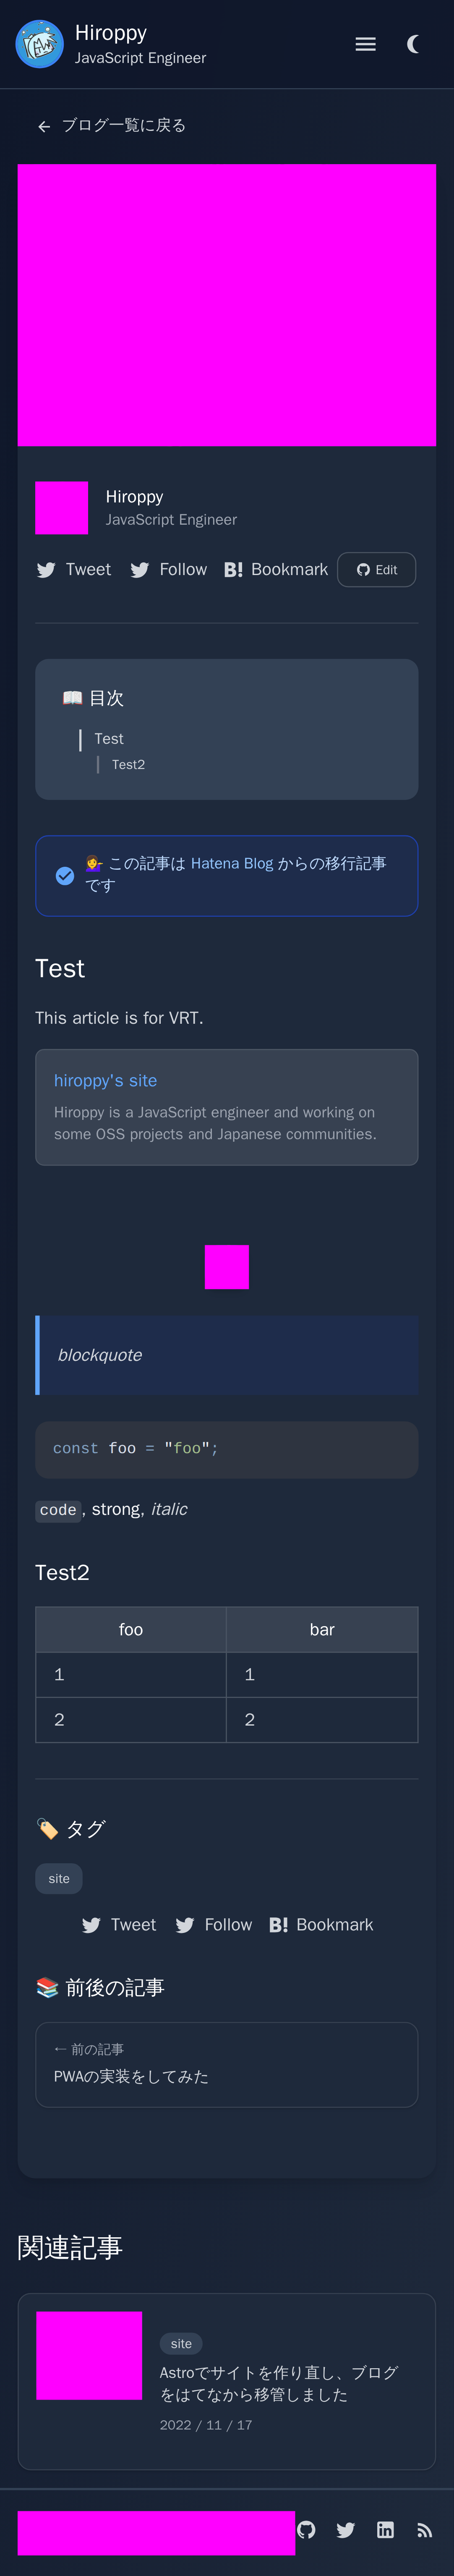 Hiroppy
JavaScript Engineer
ブログ一覧に戻る
Hiroppy
JavaScript Engineer
Tweet Follow B! Bookmark Edit
📖 目次
Test
Test2
💁‍♀️ この記事は Hatena Blog からの移行記事
です
Test
This article is for VRT.
hiroppy's site
Hiroppy is a JavaScript engineer and working on
some OSS projects and Japanese communities.
blockquote
const foo = "foo";
code, strong, italic
Test2
foo bar
1 1
2 2
🏷️ タグ
site
Tweet Follow B! Bookmark
📚 前後の記事
← 前の記事
PWAの実装をしてみた
関連記事
site
Astroでサイトを作り直し、ブログ
をはてなから移管しました
2022 / 11 / 17